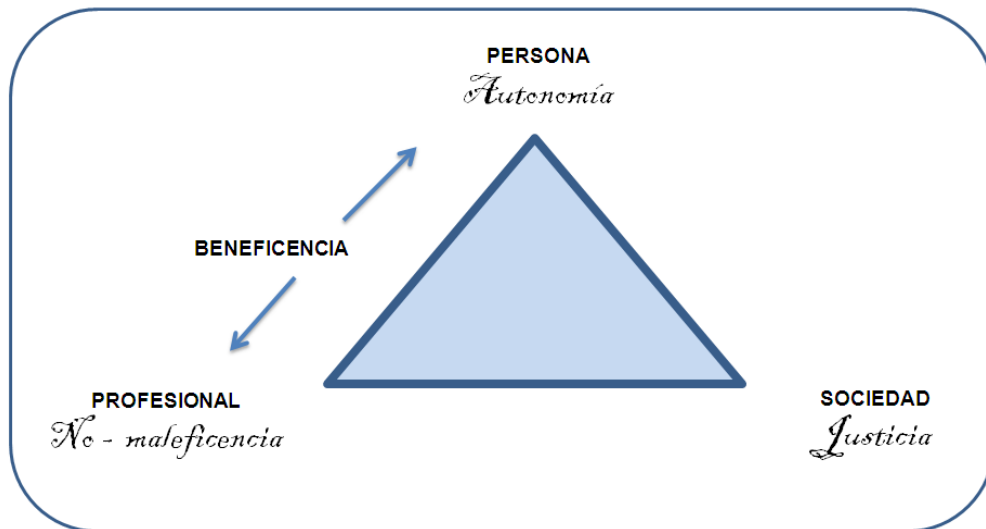 PERSONA
Autonomía
BENEFICENCIA
PROFESIONAL
No - maleficencia
SOCIEDAD
Justicia